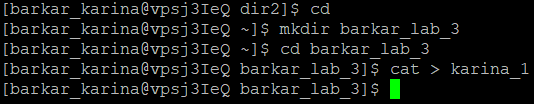 [barkar_karina@vpsj3IeQ dir2]$ cd
[barkar_karina@vpsj3IeQ ~]$ mkdir barkar_lab_3
[barkar_karina@vpsj3IeQ ~]$ cd barkar_lab_3
[barkar_karina@vpsj3IeQ barkar_lab_3]$ cat > karina_1
[barkar_karina@vpsj3IeQ barkar_lab_3]$